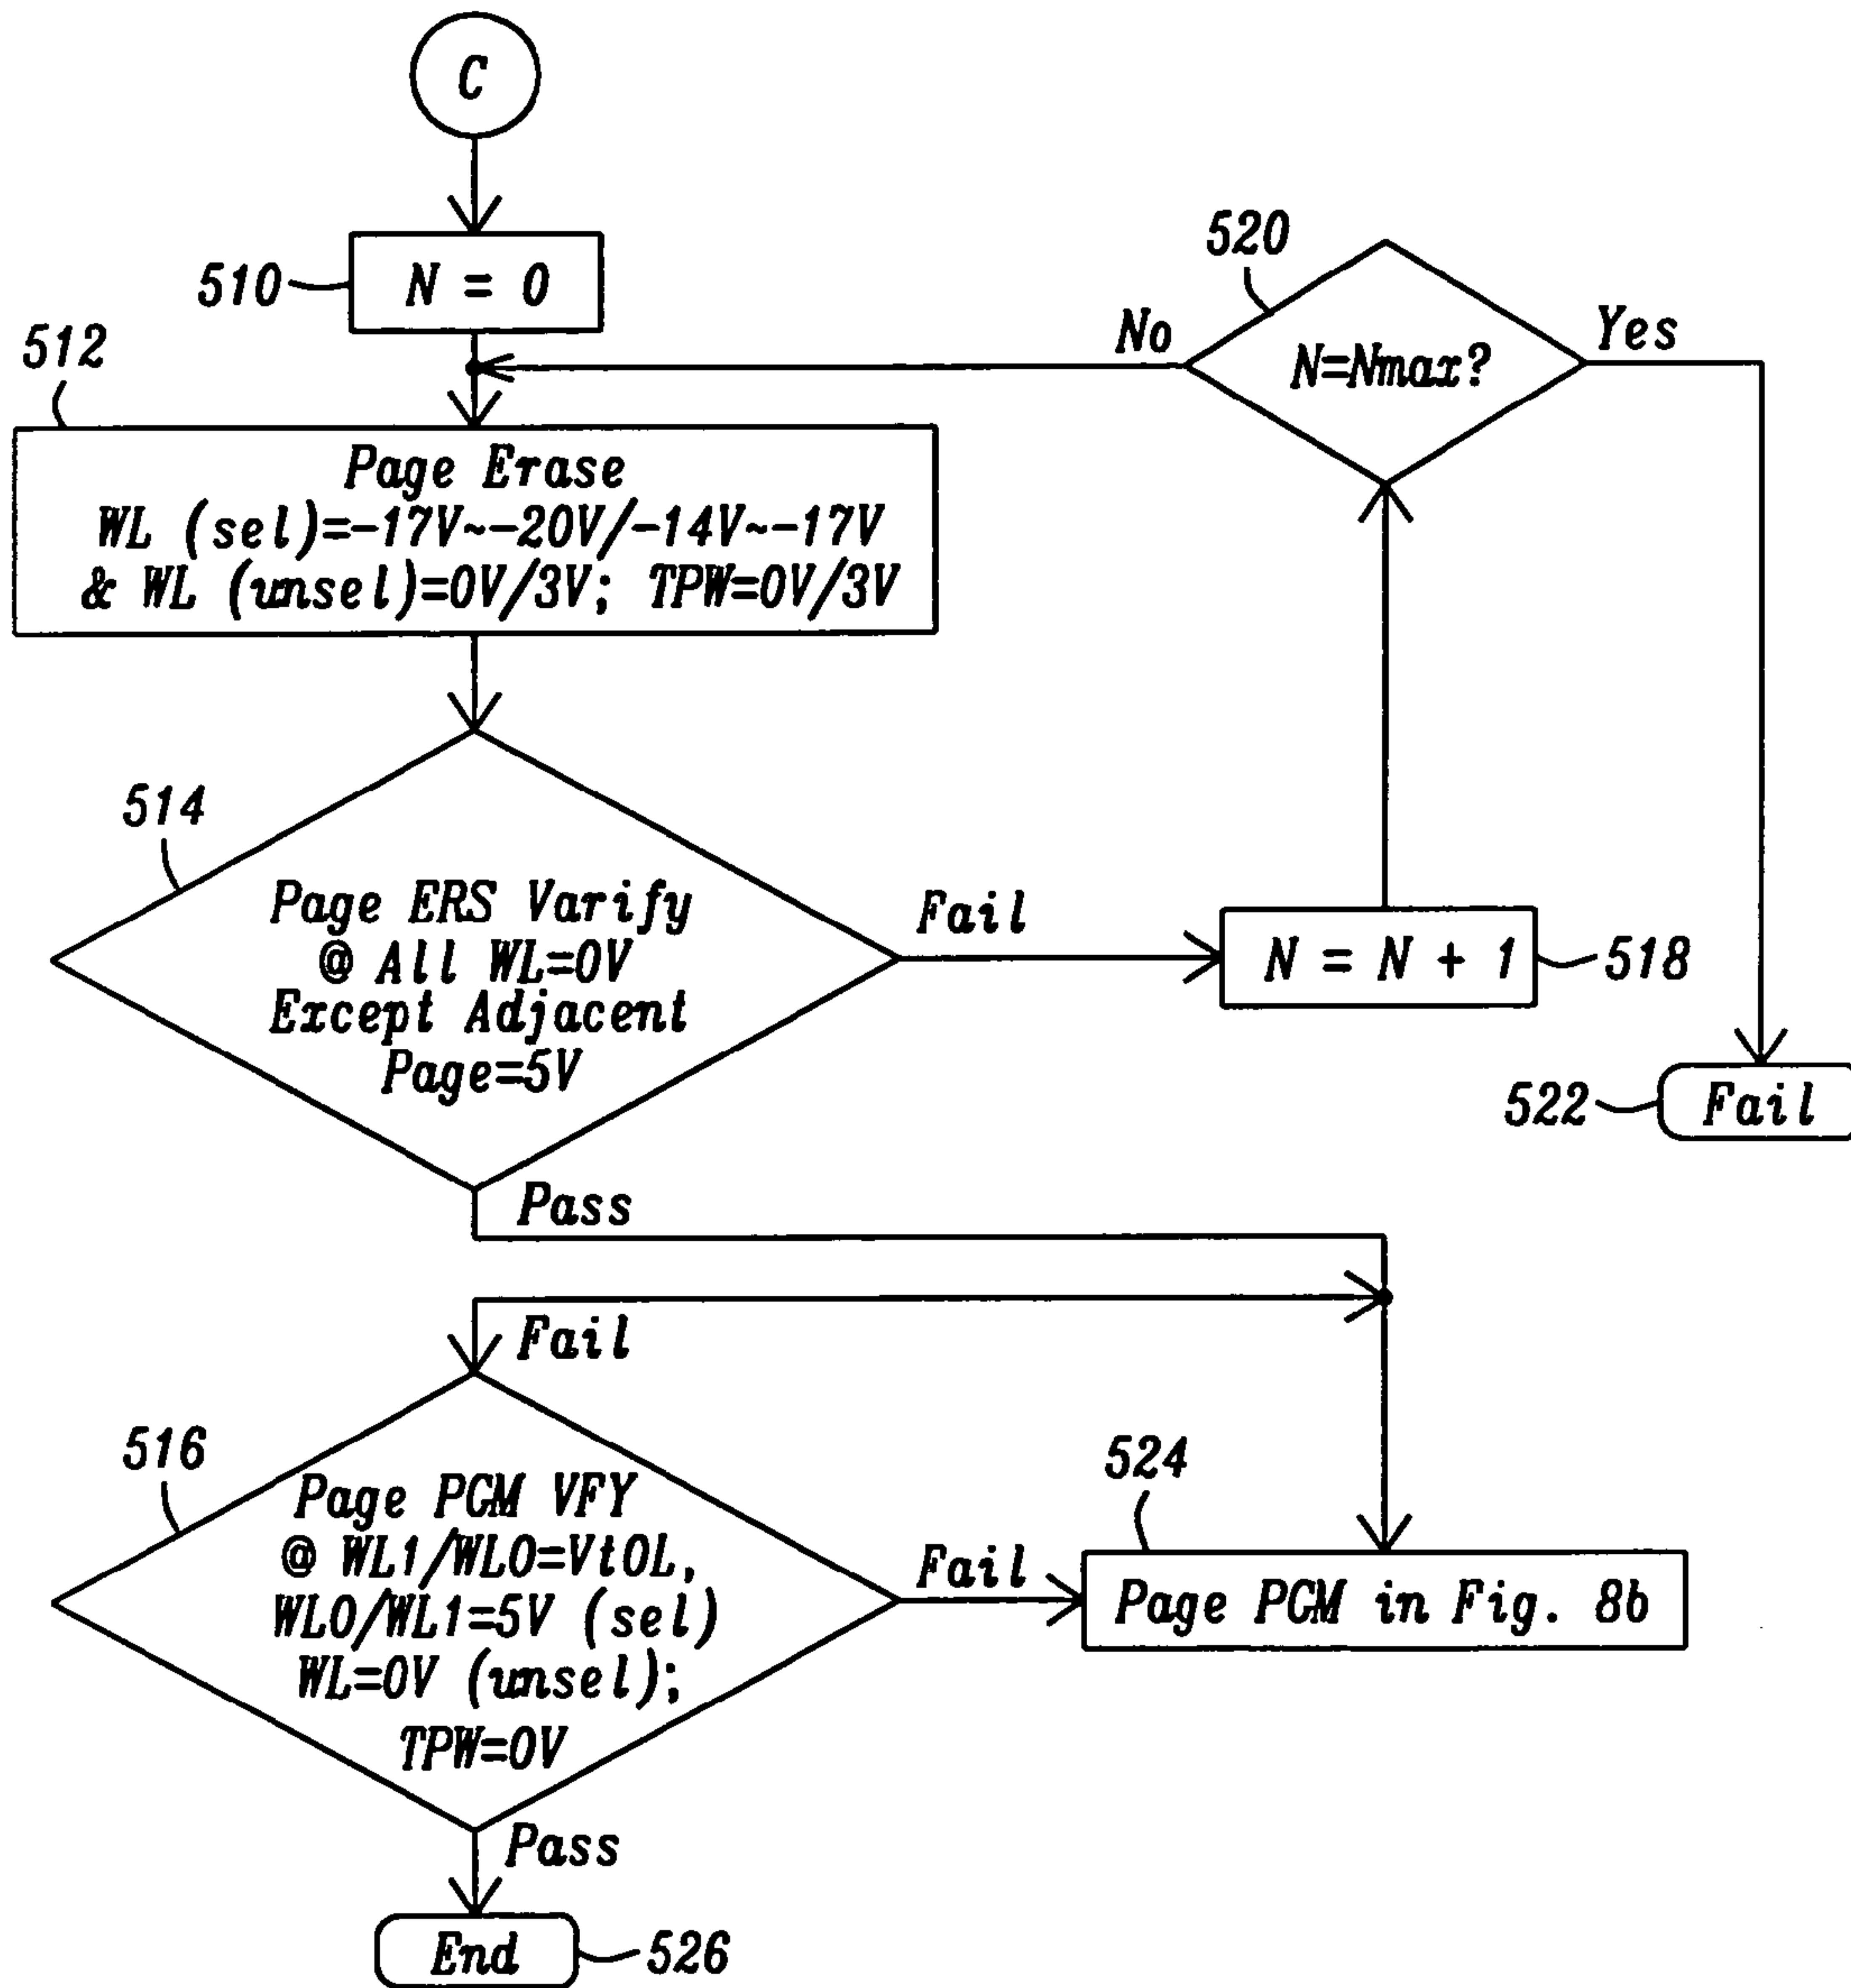 C
510
N = 0
520
N=Nmax?
No
Yes
512
Page Erase
WL (sel)=-17V~-20V/-14V~-17V
& WL (unsel)=0V/3V; TPW=0V/3V
514
Page ERS Varify
@ All WL=0V
Except Adjacent
Page=5V
Fail
N = N + 1
518
522
Fail
Pass
Fail
516
Page PGM VFY
@ WL1/WL0=Vt0L,
WL0/WL1=5V (sel)
WL=0V (unsel);
TPW=0V
Fail
524
Page PGM in Fig. 8b
Pass
End
526